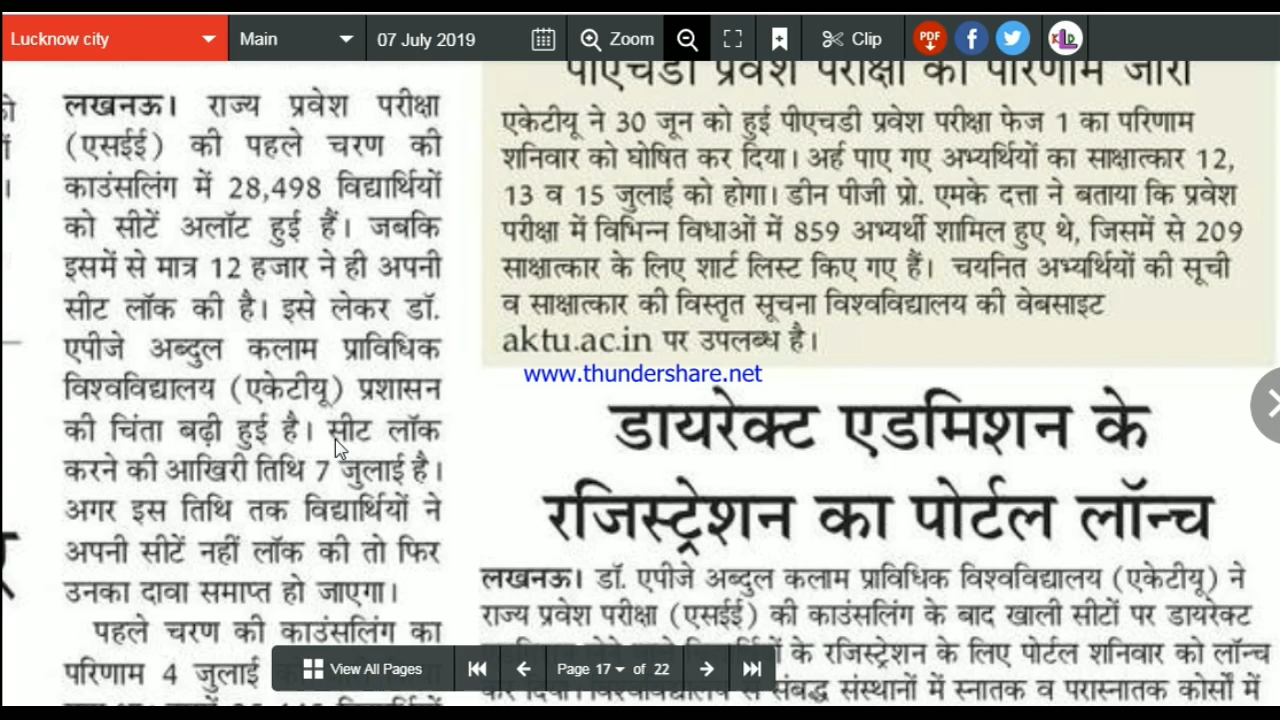 Lucknow city
Main
07 July 2019
Zoom
Clip
PDF
KLD
लखनऊ। राज्य प्रवेश परीक्षा
(एसईई) की पहले चरण की
काउंसलिंग में 28,498 विद्यार्थियों
को सीटें अलॉट हुई हैं। जबकि
इसमें से मात्र 12 हजार ने ही अपनी
सीट लॉक की है। इसे लेकर डॉ.
एपीजे अब्दुल कलाम प्राविधिक
विश्वविद्यालय (एकेटीयू) प्रशासन
की चिंता बढ़ी हुई है। सीट लॉक
करने की आखिरी तिथि 7 जुलाई है।
अगर इस तिथि तक विद्यार्थियों ने
अपनी सीटें नहीं लॉक की तो फिर
उनका दावा समाप्त हो जाएगा।
पहले चरण की काउंसलिंग का
परिणाम 4 जुलाई
पीएचडी प्रवेश परीक्षा का परिणाम जारी
एकेटीयू ने 30 जून को हुई पीएचडी प्रवेश परीक्षा फेज 1 का परिणाम
शनिवार को घोषित कर दिया। अर्ह पाए गए अभ्यर्थियों का साक्षात्कार 12,
13 व 15 जुलाई को होगा। डीन पीजी प्रो. एमके दत्ता ने बताया कि प्रवेश
परीक्षा में विभिन्न विधाओं में 859 अभ्यर्थी शामिल हुए थे, जिसमें से 209
साक्षात्कार के लिए शार्ट लिस्ट किए गए हैं। चयनित अभ्यर्थियों की सूची
व साक्षात्कार की विस्तृत सूचना विश्वविद्यालय की वेबसाइट
aktu.ac.in पर उपलब्ध है।
www.thundershare.net
डायरेक्ट एडमिशन के
रजिस्ट्रेशन का पोर्टल लॉन्च
लखनऊ। डॉ. एपीजे अब्दुल कलाम प्राविधिक विश्वविद्यालय (एकेटीयू) ने
राज्य प्रवेश परीक्षा (एसईई) की काउंसलिंग के बाद खाली सीटों पर डायरेक्ट
के रजिस्ट्रेशन के लिए पोर्टल शनिवार को लॉन्च
संबद्ध संस्थानों में स्नातक व परास्नातक कोर्सों में
View All Pages
Page 17 of 22